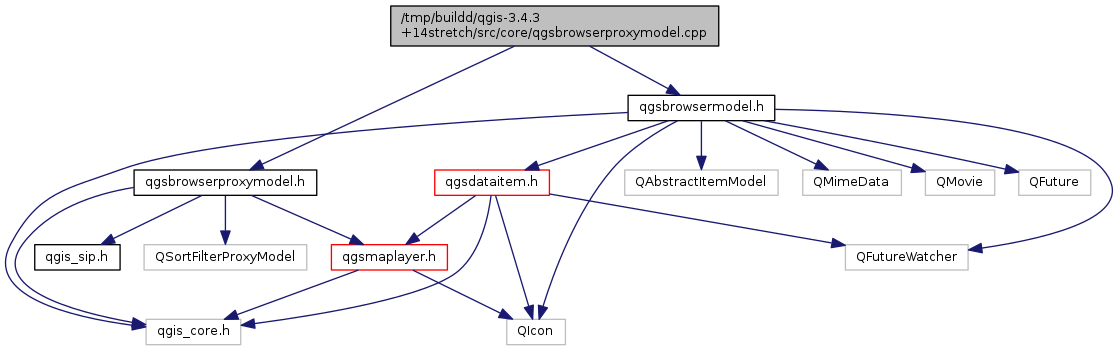 /tmp/buildd/qgis-3.4.3
+14stretch/src/core/qgsbrowserproxymodel.cpp
qgsbrowsermodel.h
qgsbrowserproxymodel.h
qgsdataitem.h
QAbstractItemModel
QMimeData
QMovie
QFuture
qgis_sip.h
QSortFilterProxyModel
qgsmaplayer.h
QFutureWatcher
qgis_core.h
QIcon